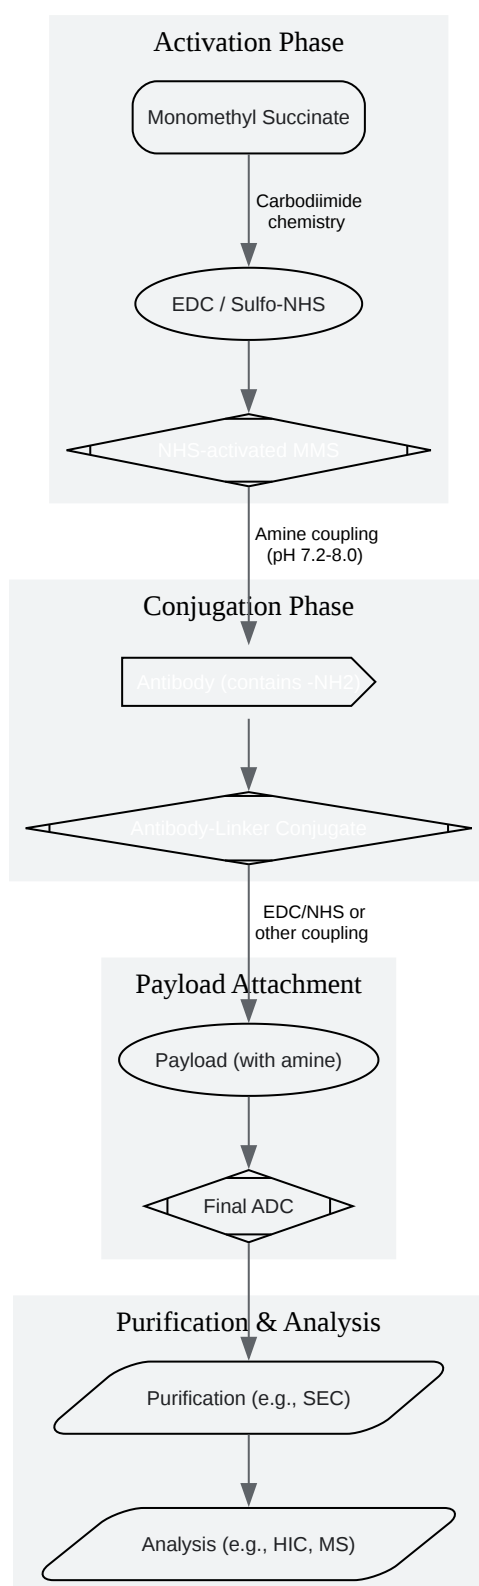 Activation Phase
Monomethyl Succinate
Carbodiimide
chemistry
EDC / Sulfo-NHS
NHS-activated MMS
Amine coupling
(pH 7.2-8.0)
Conjugation Phase
Antibody (contains -NH2)
Antibody-Linker Conjugate
EDC/NHS or
other coupling
Payload Attachment
Payload (with amine)
Final ADC
Purification & Analysis
Purification (e.g., SEC)
Analysis (e.g., HIC, MS)